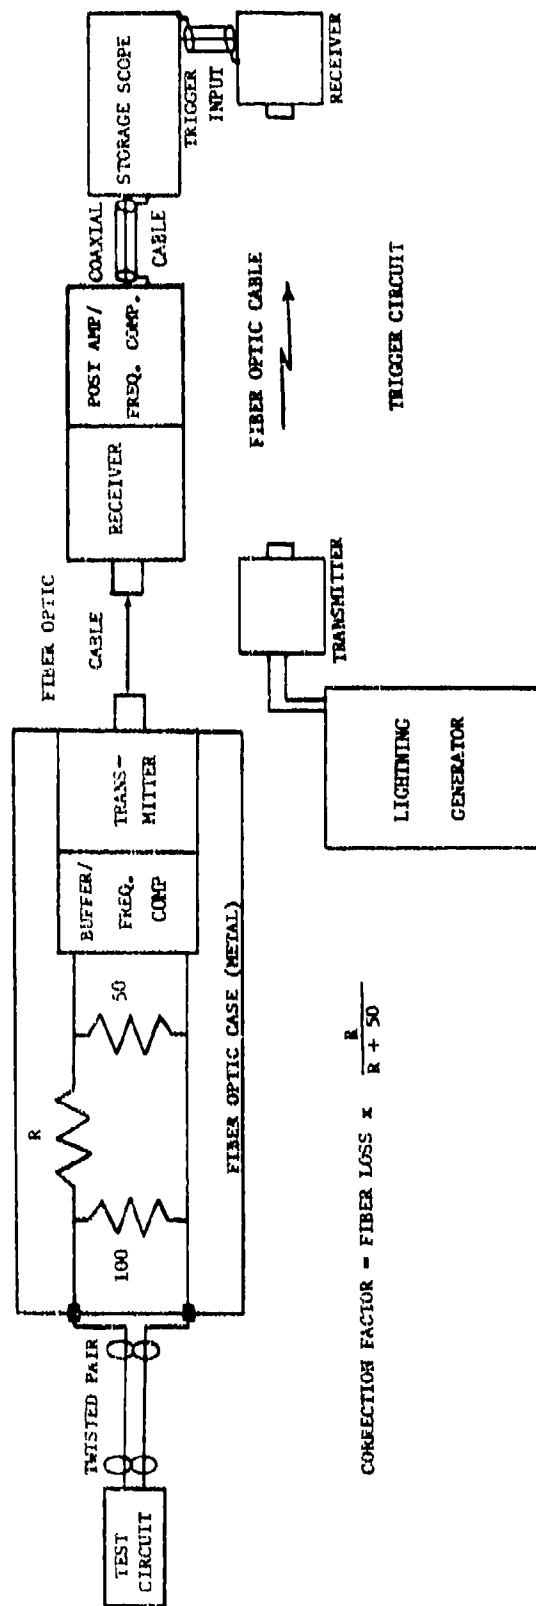 TEST
CIRCUIT
TWISTED PAIR
100
R
50
BUFFER/
FREQ.
COMP
TRANS-
MITTER
FIBER OPTIC CASE (METAL)
FIBER OPTIC
CABLE
RECEIVER
POST AMP/
FREQ. COMP.
COAXIAL
CABLE
STORAGE SCOPE
TRIGGER
INPUT
RECEIVER
FIBER OPTIC CABLE
TRANSMITTER
LIGHTNING
GENERATOR
TRIGGER CIRCUIT
CORRECTION FACTOR = FIBER LOSS x R
R + 50